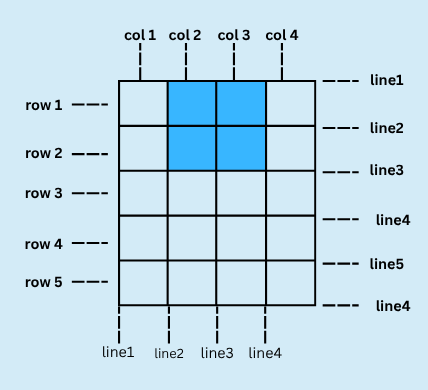 col 1 col 2 col 3 col 4
line1
row 1
line2
row 2
line3
row 3
line4
row 4
line5
row 5
line4
line1 line2 line3 line4